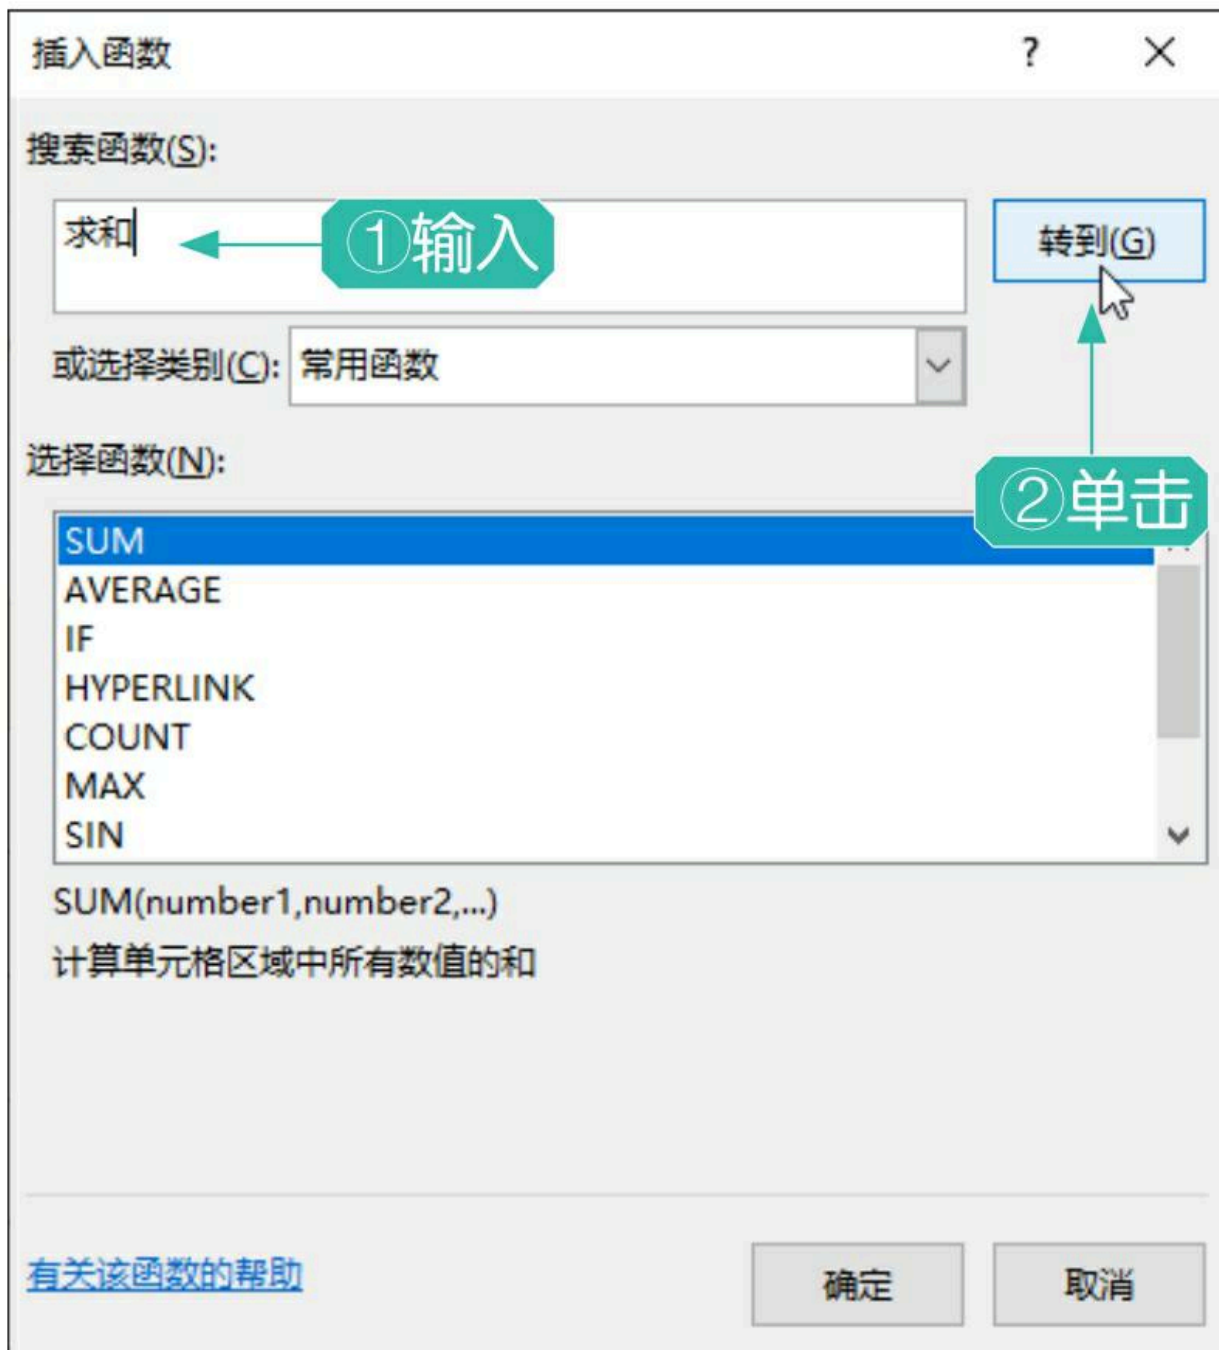 插入函数
搜索函数(S):
求和
①输入
转到(G)
或选择类别(C): 常用函数
选择函数(N):
②单击
SUM
AVERAGE
IF
HYPERLINK
COUNT
MAX
SIN
SUM(number1,number2,...)
计算单元格区域中所有数值的和
有关该函数的帮助
确定
取消